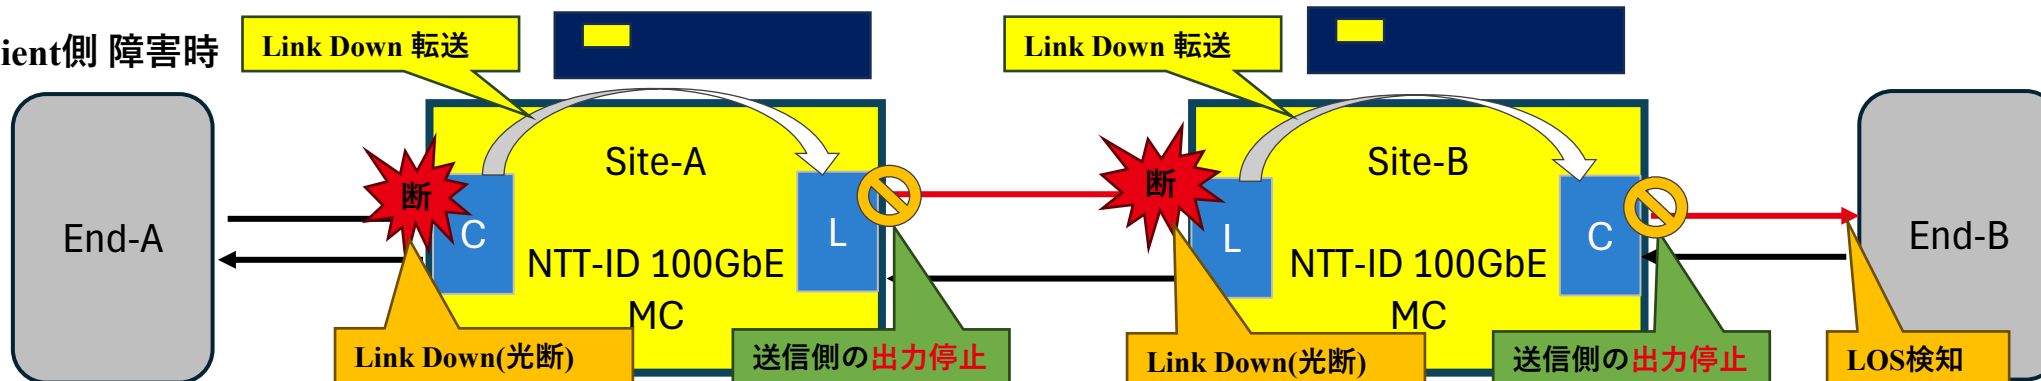 ient側 障害時
Link Down 転送
Link Down 転送
End-A
断
C
Site-A
NTT-ID 100GbE
MC
L
断
L
Site-B
NTT-ID 100GbE
MC
C
End-B
Link Down(光断)
送信側の出力停止
Link Down(光断)
送信側の出力停止
LOS検知